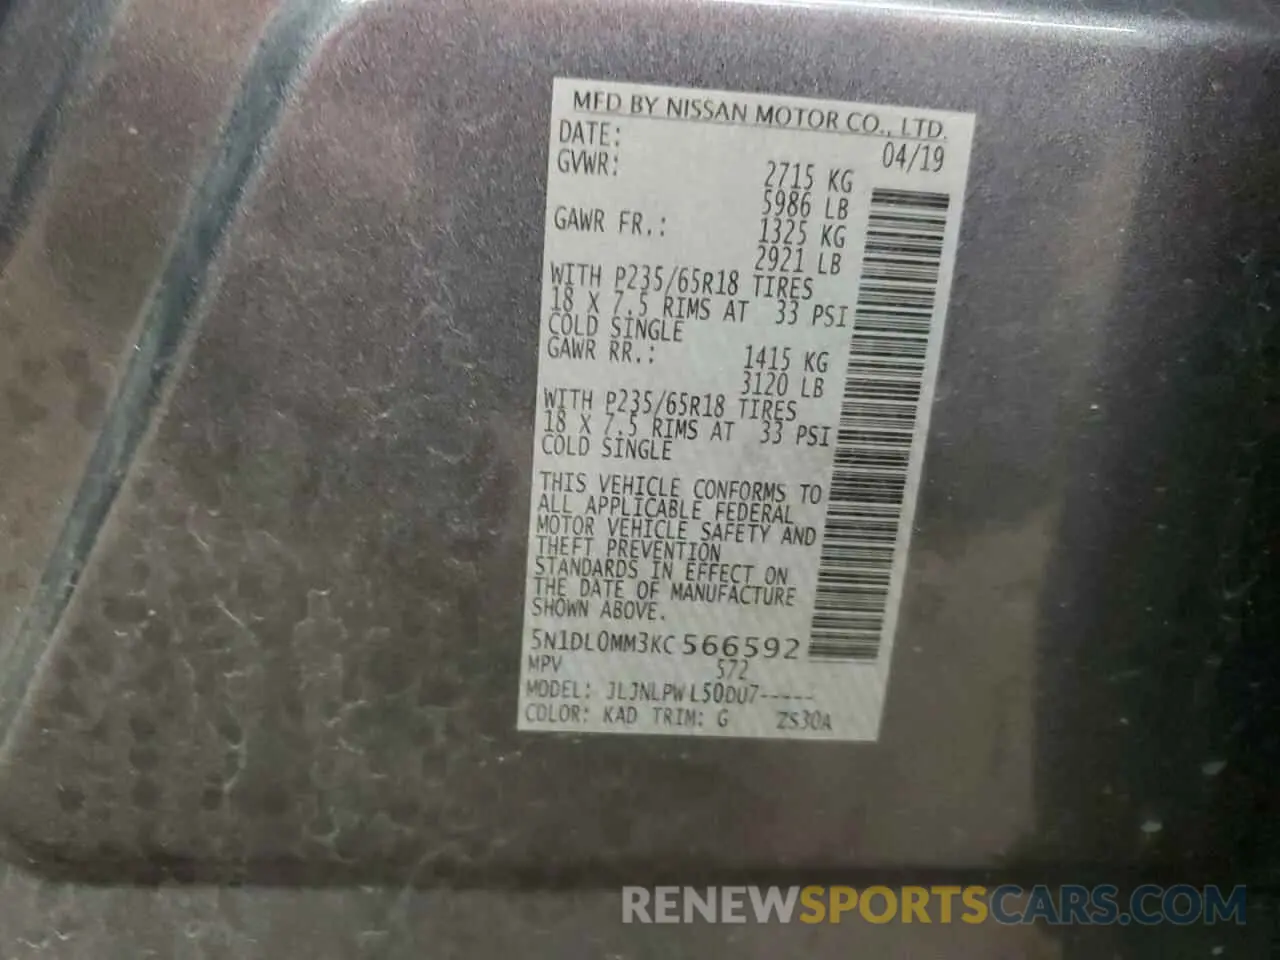 MFD BY NISSAN MOTOR CO., LTD.
DATE: 04/19
GVWR: 2715 KG
5986 LB
GAWR FR.: 1325 KG
2921 LB
WITH P235/65R18 TIRES
18 X 7.5 RIMS AT 33 PSI
COLD SINGLE
GAWR RR.: 1415 KG
3120 LB
WITH P235/65R18 TIRES
18 X 7.5 RIMS AT 33 PSI
COLD SINGLE
THIS VEHICLE CONFORMS TO
ALL APPLICABLE FEDERAL
MOTOR VEHICLE SAFETY AND
THEFT PREVENTION
STANDARDS IN EFFECT ON
THE DATE OF MANUFACTURE
SHOWN ABOVE.
5N1DL0MM3KC566592
MPV 572
MODEL: JLJNLPWL50DU7-----
COLOR: KAD TRIM: G ZS30A
RENEWSPORTSCARS.COM